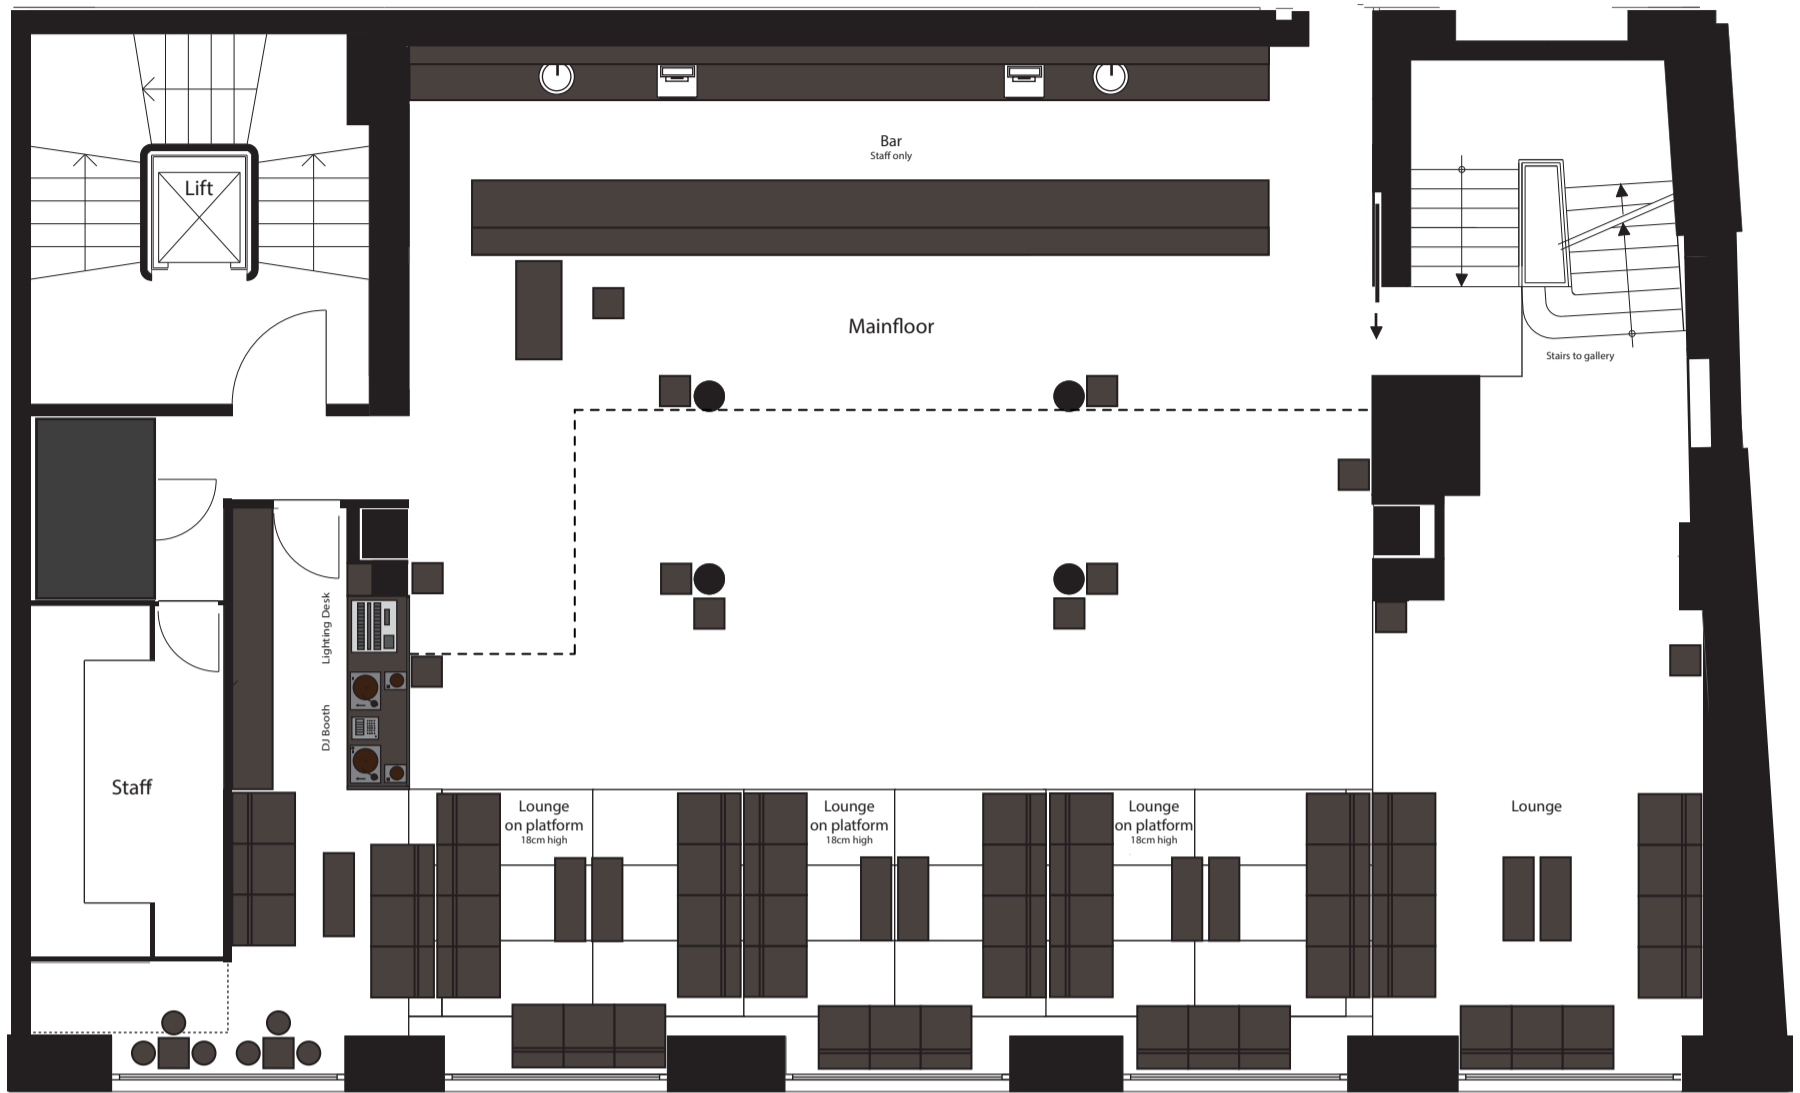 Lift
Bar
Staff only
Mainfloor
Stairs to gallery
Lighting Desk
DJ Booth
Staff
Lounge
on platform
18cm high
Lounge
on platform
18cm high
Lounge
on platform
18cm high
Lounge